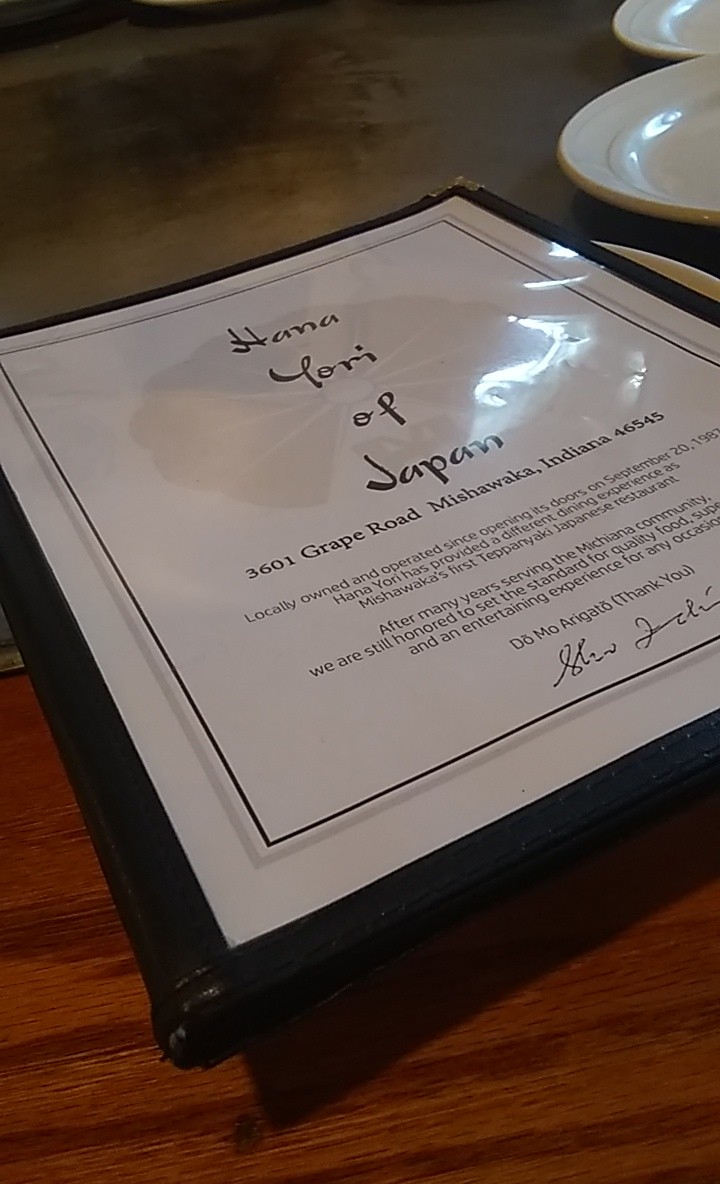 Hana
Yori
of
Japan
3601 Grape Road Mishawaka, Indiana 46545
Locally owned and operated since opening its doors on September 20, 1987
Hana Yori has provided a different dining experience as
Mishawaka's first Teppanyaki Japanese restaurant
After many years serving the Michiana community,
we are still honored to set the standard for quality food,
and an entertaining experience for any
Dō Mo Arigatō (Thank You)